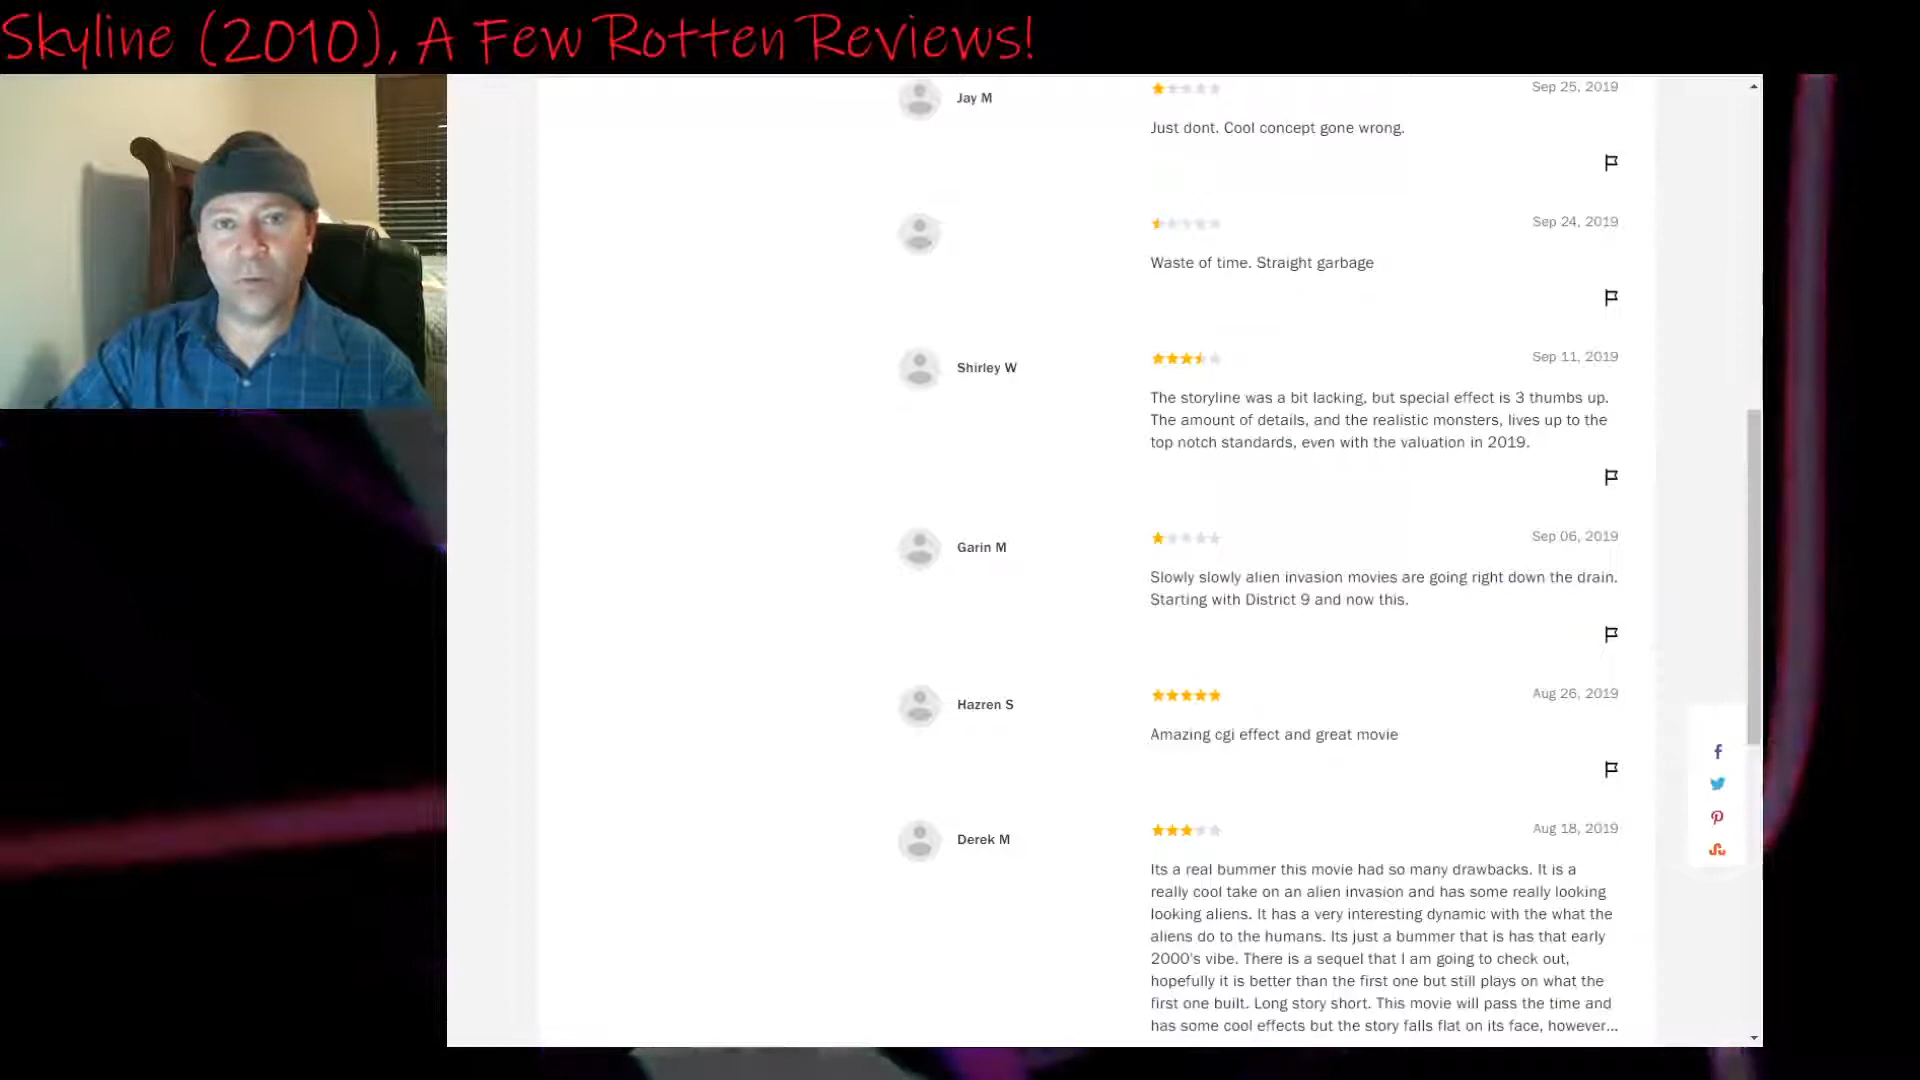 Skyline (2010), A Few Rotten Reviews!
Jay M
Sep 25, 2019
Just dont. Cool concept gone wrong.
Sep 24, 2019
Waste of time. Straight garbage
Shirley W
Sep 11, 2019
The storyline was a bit lacking, but special effect is 3 thumbs up.
The amount of details, and the realistic monsters, lives up to the
top notch standards, even with the valuation in 2019.
Garin M
Sep 06, 2019
Slowly slowly alien invasion movies are going right down the drain.
Starting with District 9 and now this.
Hazren S
Aug 26, 2019
Amazing cgi effect and great movie
Derek M
Aug 18, 2019
Its a real bummer this movie had so many drawbacks. It is a
really cool take on an alien invasion and has some really looking
looking aliens. It has a very interesting dynamic with the what the
aliens do to the humans. Its just a bummer that is has that early
2000's vibe. There is a sequel that I am going to check out,
hopefully it is better than the first one but still plays on what the
first one built. Long story short. This movie will pass the time and
has some cool effects but the story falls flat on its face, however...